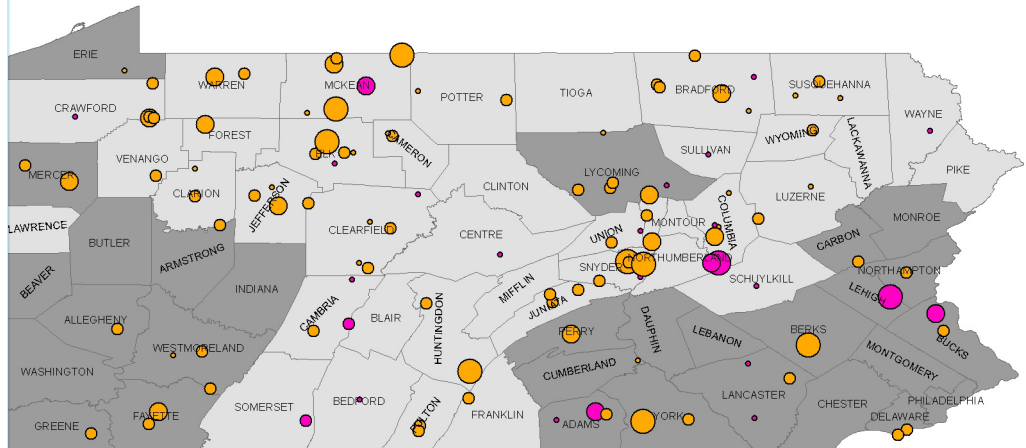 ERIE
WARREN
MCKEAN
POTTER
TIOGA
BRADFORD
SUSQUEHANNA
CRAWFORD
WAYNE
FOREST
ELK
CAMERON
SULLIVAN
WYOMING
LACKAWANNA
VENANGO
MERCER
CLARION
JEFFERSON
CLINTON
LYCOMING
PIKE
LUZERNE
LAWRENCE
BUTLER
CLEARFIELD
CENTRE
UNION
MONTOUR
COLUMBIA
MONROE
CARBON
ARMSTRONG
BEAVER
INDIANA
MIFFLIN
SNYDER
NORTHUMBERLAND
SCHUYLKILL
NORTHAMPTON
LEHIGH
ALLEGHENY
CAMBRIA
BLAIR
HUNTINGDON
JUNIATA
PERRY
DAUPHIN
LEBANON
BERKS
BUCKS
WESTMORELAND
CUMBERLAND
MONTGOMERY
WASHINGTON
SOMERSET
BEDFORD
FULTON
FRANKLIN
ADAMS
YORK
LANCASTER
CHESTER
PHILADELPHIA
DELAWARE
FAYETTE
GREENE